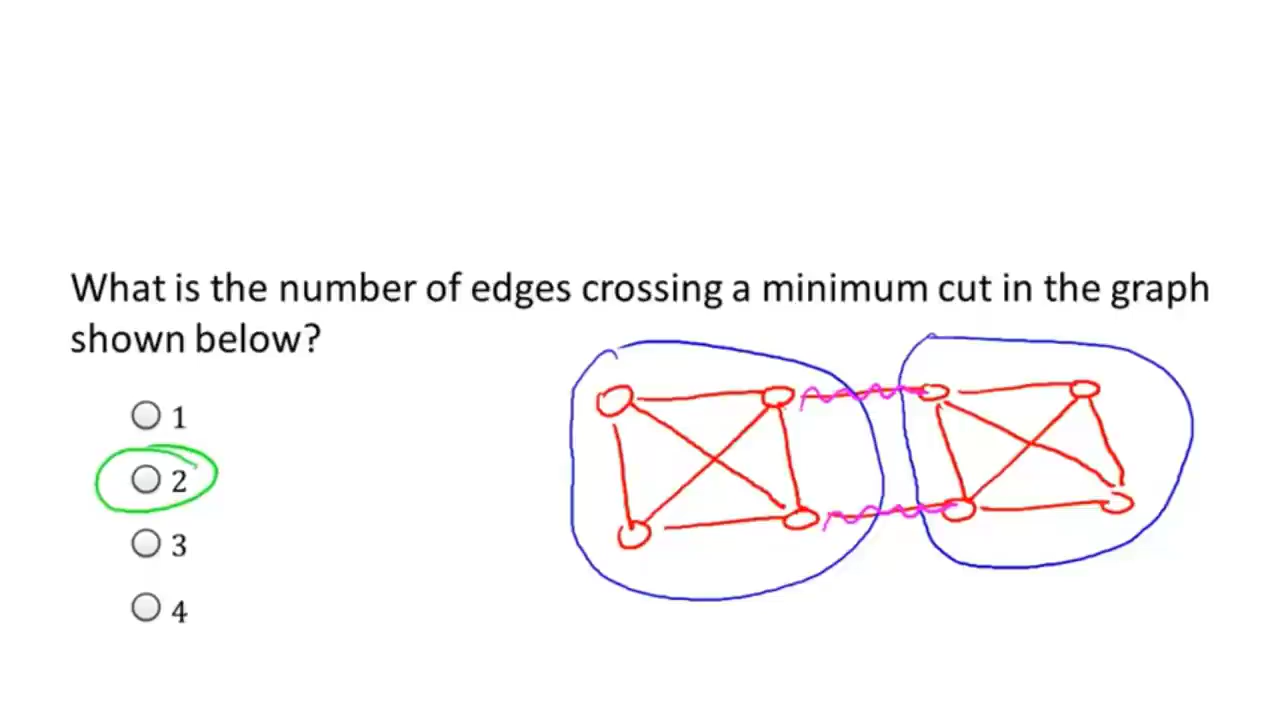 What is the number of edges crossing a minimum cut in the graph
shown below?
1
2
3
4